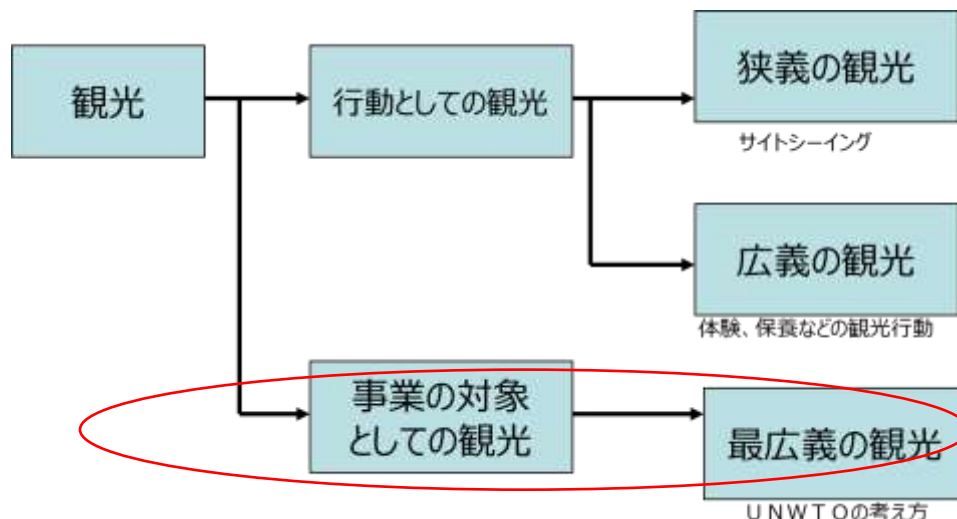 観光
行動としての観光
狭義の観光
サイトシーイング
広義の観光
体験、保養などの観光行動
事業の対象
としての観光
最広義の観光
ＵＮＷＴＯの考え方